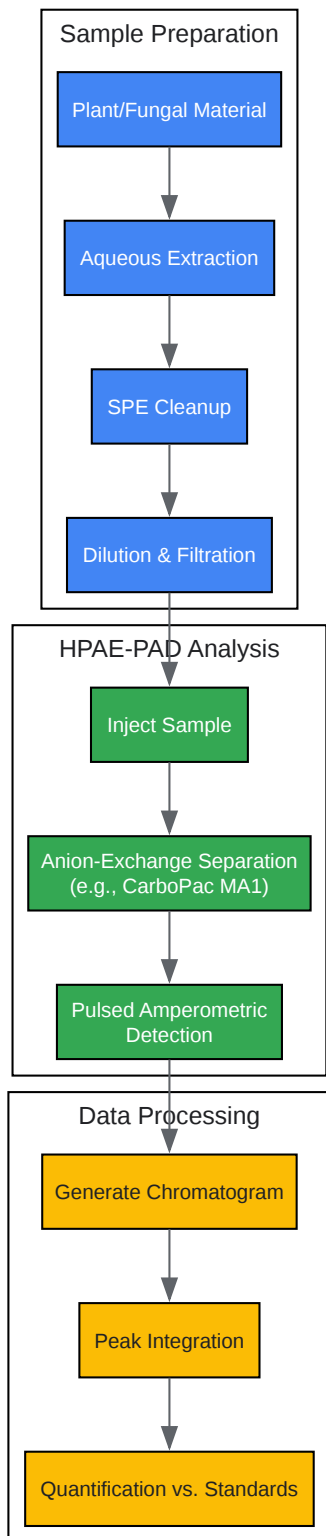 Sample Preparation
Plant/Fungal Material
Aqueous Extraction
SPE Cleanup
Dilution & Filtration
HPAE-PAD Analysis
Inject Sample
Anion-Exchange Separation
(e.g., CarboPac MA1)
Pulsed Amperometric
Detection
Data Processing
Generate Chromatogram
Peak Integration
Quantification vs. Standards